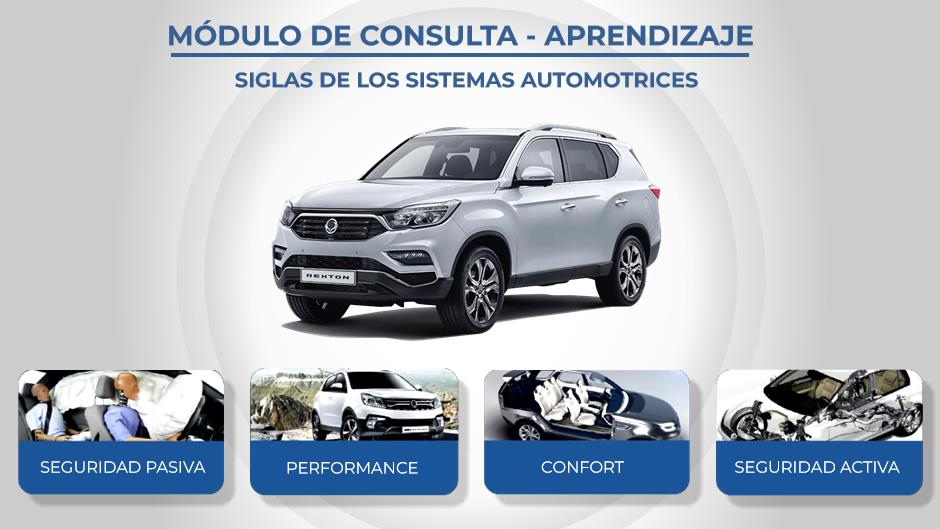 MÓDULO DE CONSULTA - APRENDIZAJE
SIGLAS DE LOS SISTEMAS AUTOMOTRICES
REXTON
SEGURIDAD PASIVA
PERFORMANCE
CONFORT
SEGURIDAD ACTIVA